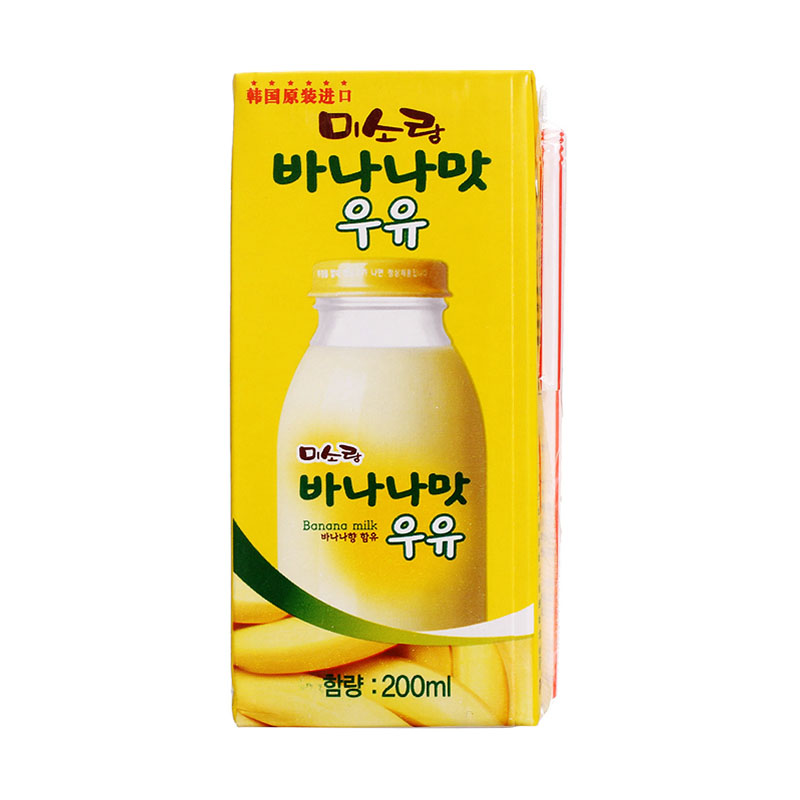 韩国原装进口
미소랑
바나나맛
우유
미소랑
바나나맛
Banana milk
바나나향 함유
우유
함량 : 200ml